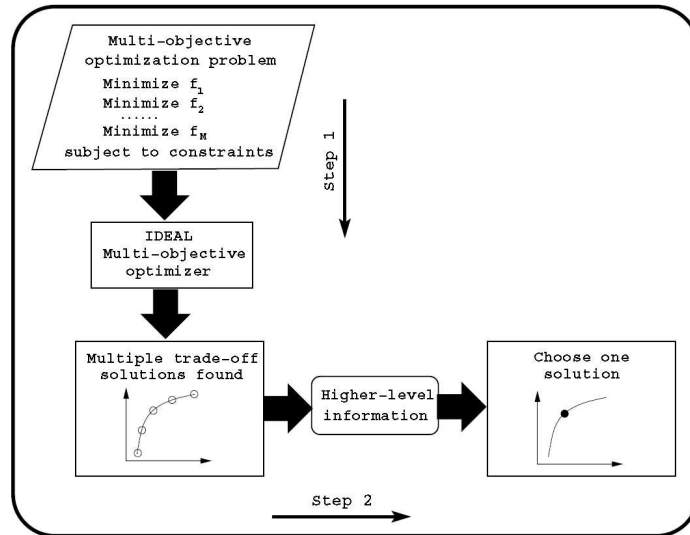 Multi-objective
optimization problem
Minimize f1
Minimize f2
......
Minimize fM
subject to constraints
Step 1
IDEAL
Multi-objective
optimizer
Multiple trade-off
solutions found
Higher-level
information
Choose one
solution
Step 2